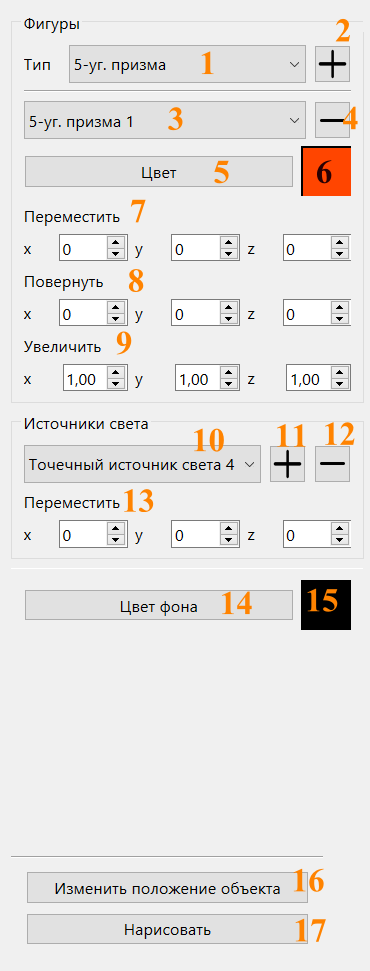 Фигуры
2
Тип 5-уг. призма 1
5-уг. призма 1 3 4
Цвет 5 6
Переместить 7
x 0 y 0 z 0
Повернуть 8
x 0 y 0 z 0
Увеличить 9
x 1,00 y 1,00 z 1,00
Источники света
10 11 12
Точечный источник света 4
Переместить 13
x 0 y 0 z 0
Цвет фона 14 15
Изменить положение объекта 16
Нарисовать 17